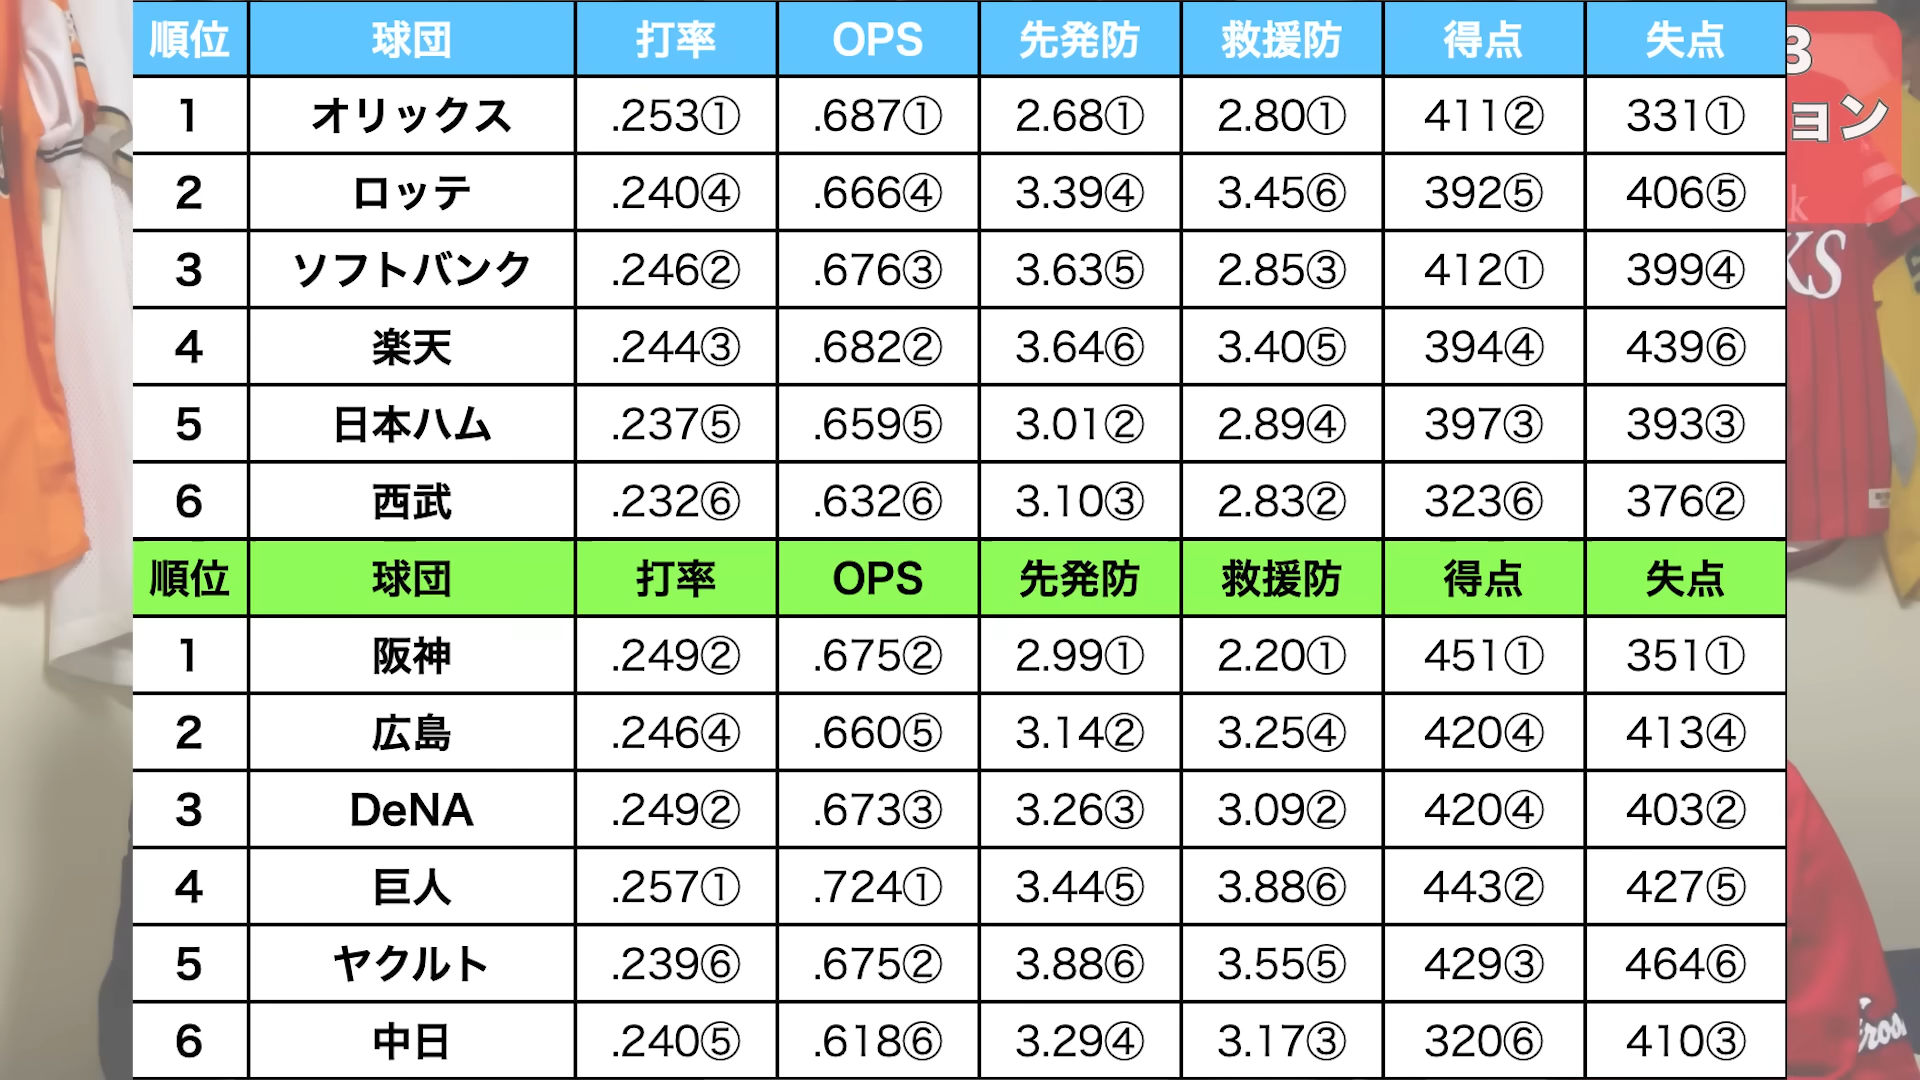 順位 球団 打率 OPS 先発防 救援防 得点 失点
1 オリックス .253① .687① 2.68① 2.80① 411② 331①
2 ロッテ .240④ .666④ 3.39④ 3.45⑥ 392⑤ 406⑤
3 ソフトバンク .246② .676③ 3.63⑤ 2.85③ 412① 399④
4 楽天 .244③ .682② 3.64⑥ 3.40⑤ 394④ 439⑥
5 日本ハム .237⑤ .659⑤ 3.01② 2.89④ 397③ 393③
6 西武 .232⑥ .632⑥ 3.10③ 2.83② 323⑥ 376②
順位 球団 打率 OPS 先発防 救援防 得点 失点
1 阪神 .249② .675② 2.99① 2.20① 451① 351①
2 広島 .246④ .660⑤ 3.14② 3.25④ 420④ 413④
3 DeNA .249② .673③ 3.26③ 3.09② 420④ 403②
4 巨人 .257① .724① 3.44⑤ 3.88⑥ 443② 427⑤
5 ヤクルト .239⑥ .675② 3.88⑥ 3.55⑤ 429③ 464⑥
6 中日 .240⑤ .618⑥ 3.29④ 3.17③ 320⑥ 410③
3
ョン
k
KS